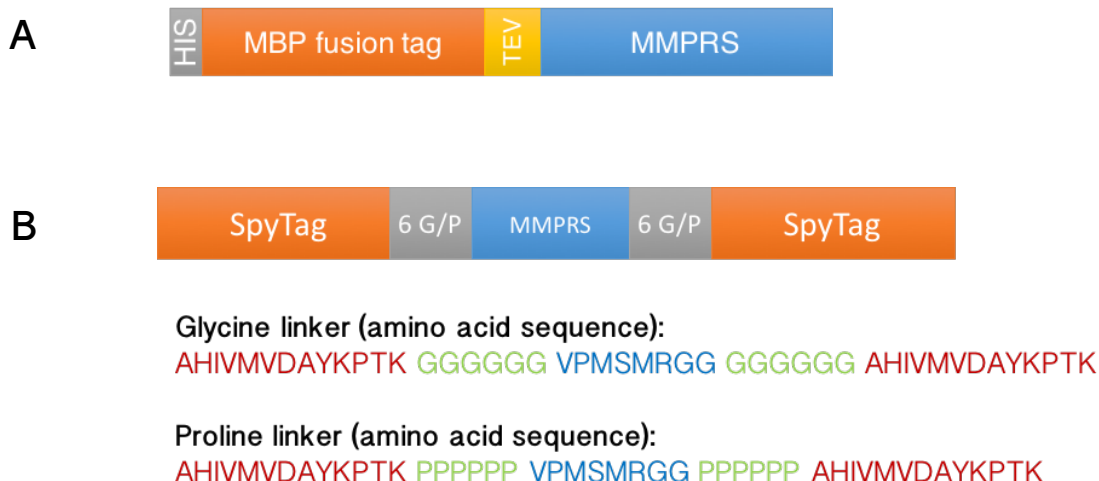 A
HIS MBP fusion tag TEV MMPRS
B
SpyTag 6 G/P MMPRS 6 G/P SpyTag
Glycine linker (amino acid sequence):
AHIVMVDAYKPTK GGGGGG VPMSMRGG GGGGGG AHIVMVDAYKPTK
Proline linker (amino acid sequence):
AHIVMVDAYKPTK PPPPPP VPMSMRGG PPPPPP AHIVMVDAYKPTK